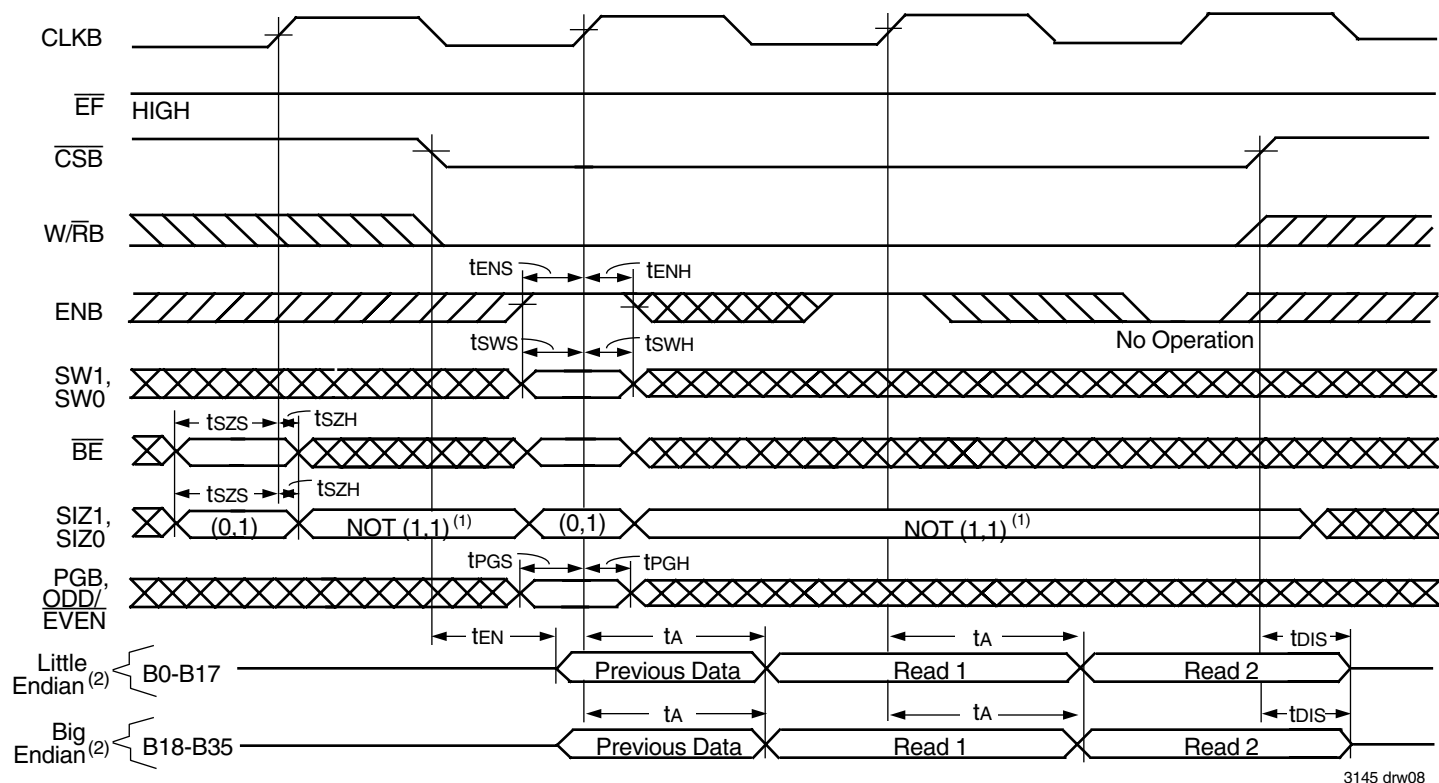 CLKB
EF HIGH
CSB
W/RB
tENS tENH
ENB
No Operation
tSWS tSWH
SW1,
SW0
tSZS tSZH
BE
tSZS tSZH
SIZ1,
SIZ0
(0,1) NOT (1,1) (1) (0,1) NOT (1,1) (1)
tPGS tPGH
PGB,
ODD/
EVEN
tEN tA tA tDIS
Little
Endian (2) B0-B17 Previous Data Read 1 Read 2
tA tA tDIS
Big
Endian (2) B18-B35 Previous Data Read 1 Read 2
3145 drw08